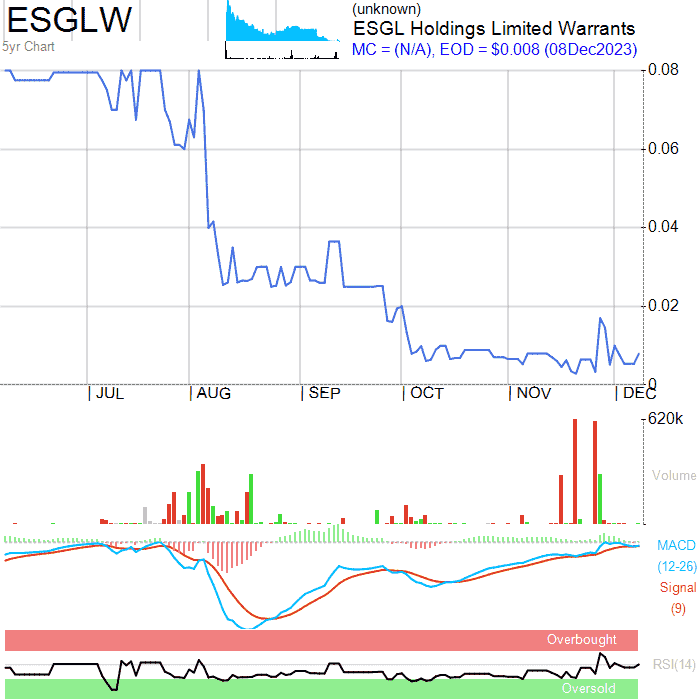 ESGLW
(unknown)
ESGL Holdings Limited Warrants
5yr Chart
MC = (N/A), EOD = $0.008 (08Dec2023)
0.08
0.06
0.04
0.02
0
JUL AUG SEP OCT NOV DEC
620k
Volume
MACD
(12-26)
Signal
(9)
Overbought
RSI(14)
Oversold